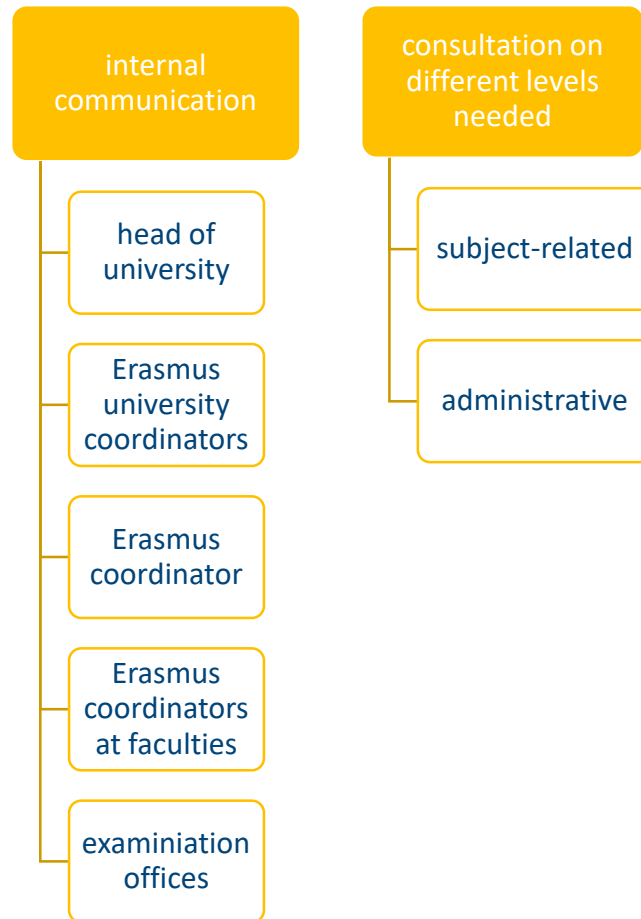 internal
communication
head of
university
Erasmus
university
coordinators
Erasmus
coordinator
Erasmus
coordinators
at faculties
examiniation
offices
consultation on
different levels
needed
subject-related
administrative